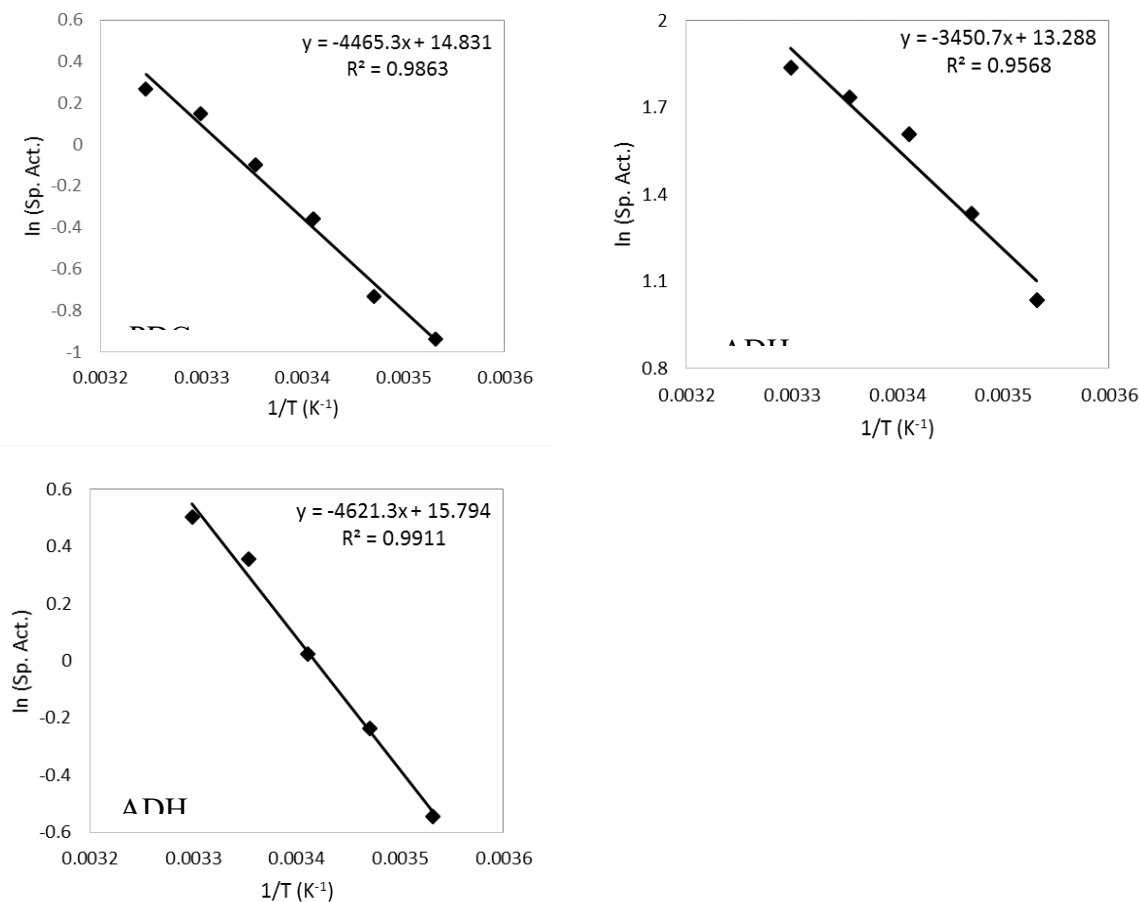 0.6
0.4
0.2
0
-0.2
-0.4
-0.6
-0.8
-1
ln (Sp. Act.)
y = -4465.3x + 14.831
R² = 0.9863
0.0032 0.0033 0.0034 0.0035 0.0036
1/T (K⁻¹)
2
1.7
1.4
1.1
0.8
ln (Sp. Act.)
y = -3450.7x + 13.288
R² = 0.9568
ADH
0.0032 0.0033 0.0034 0.0035 0.0036
1/T (K⁻¹)
0.6
0.4
0.2
0
-0.2
-0.4
-0.6
ln (Sp. Act.)
y = -4621.3x + 15.794
R² = 0.9911
ADH
0.0032 0.0033 0.0034 0.0035 0.0036
1/T (K⁻¹)